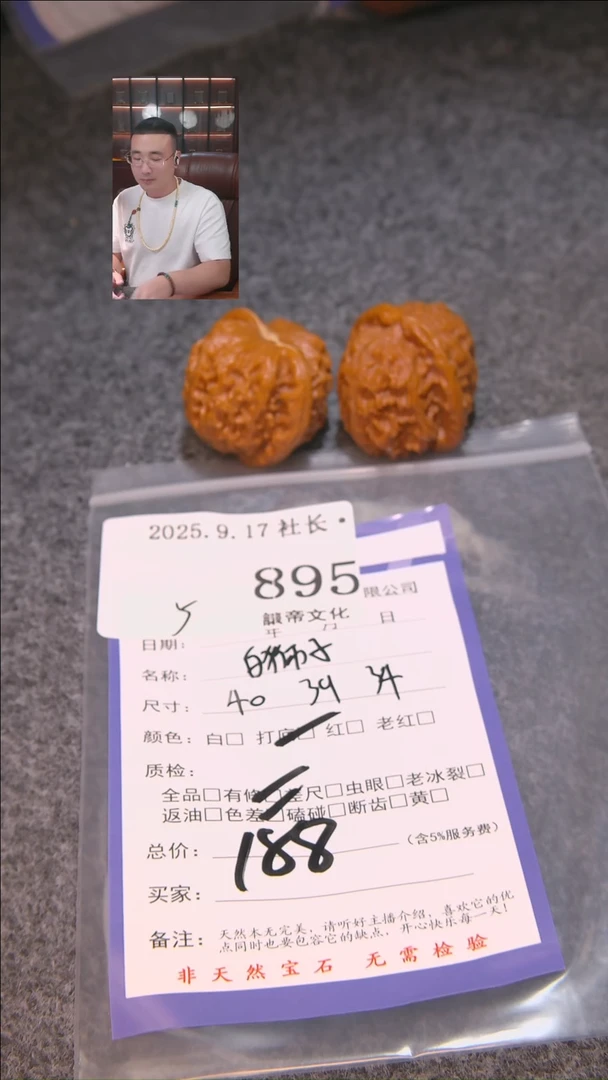 2025.9.17 社长·
895
限公司
麒帝文化
年 月 日
日期：
名称：白狮子
尺寸：40 39 34
颜色：白□ 打底□ 红□ 老红□
质检：
全品□有修□差尺□虫眼□老冰裂□
返油□色差□磕碰□断齿□黄□
总价：188（含5%服务费）
买家：
备注：天然本无完美，请听好主播介绍，喜欢它的优
点同时也要包容它的缺点，开心快乐每一天！
非天然宝石 无需检验